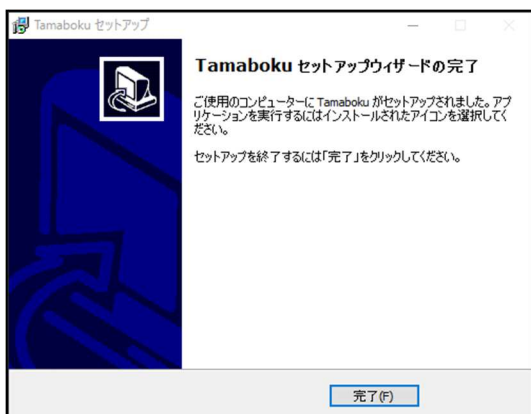 Tamaboku セットアップ
Tamaboku セットアップウィザードの完了
ご使用のコンピューターに Tamaboku がセットアップされました。アプ
リケーションを実行するにはインストールされたアイコンを選択してく
ださい。
セットアップを終了するには「完了」をクリックしてください。
完了(F)